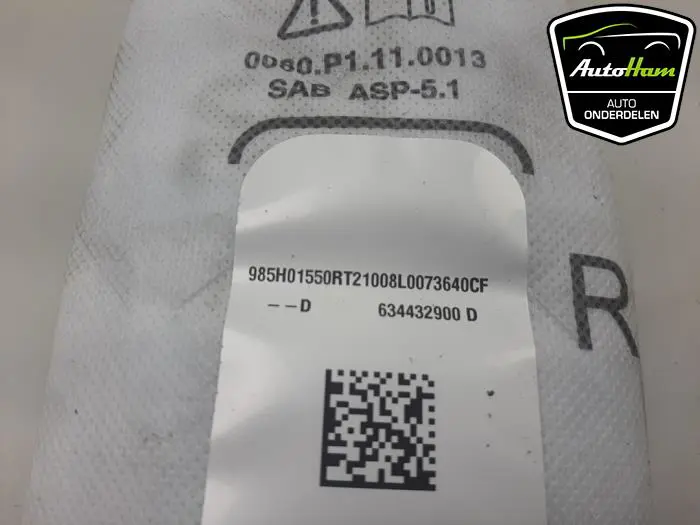 0060.P1.11.0013
SAB ASP-5.1
985H01550RT21008L0073640CF
--D 634432900 D
R
AutoHam
AUTO
ONDERDELEN